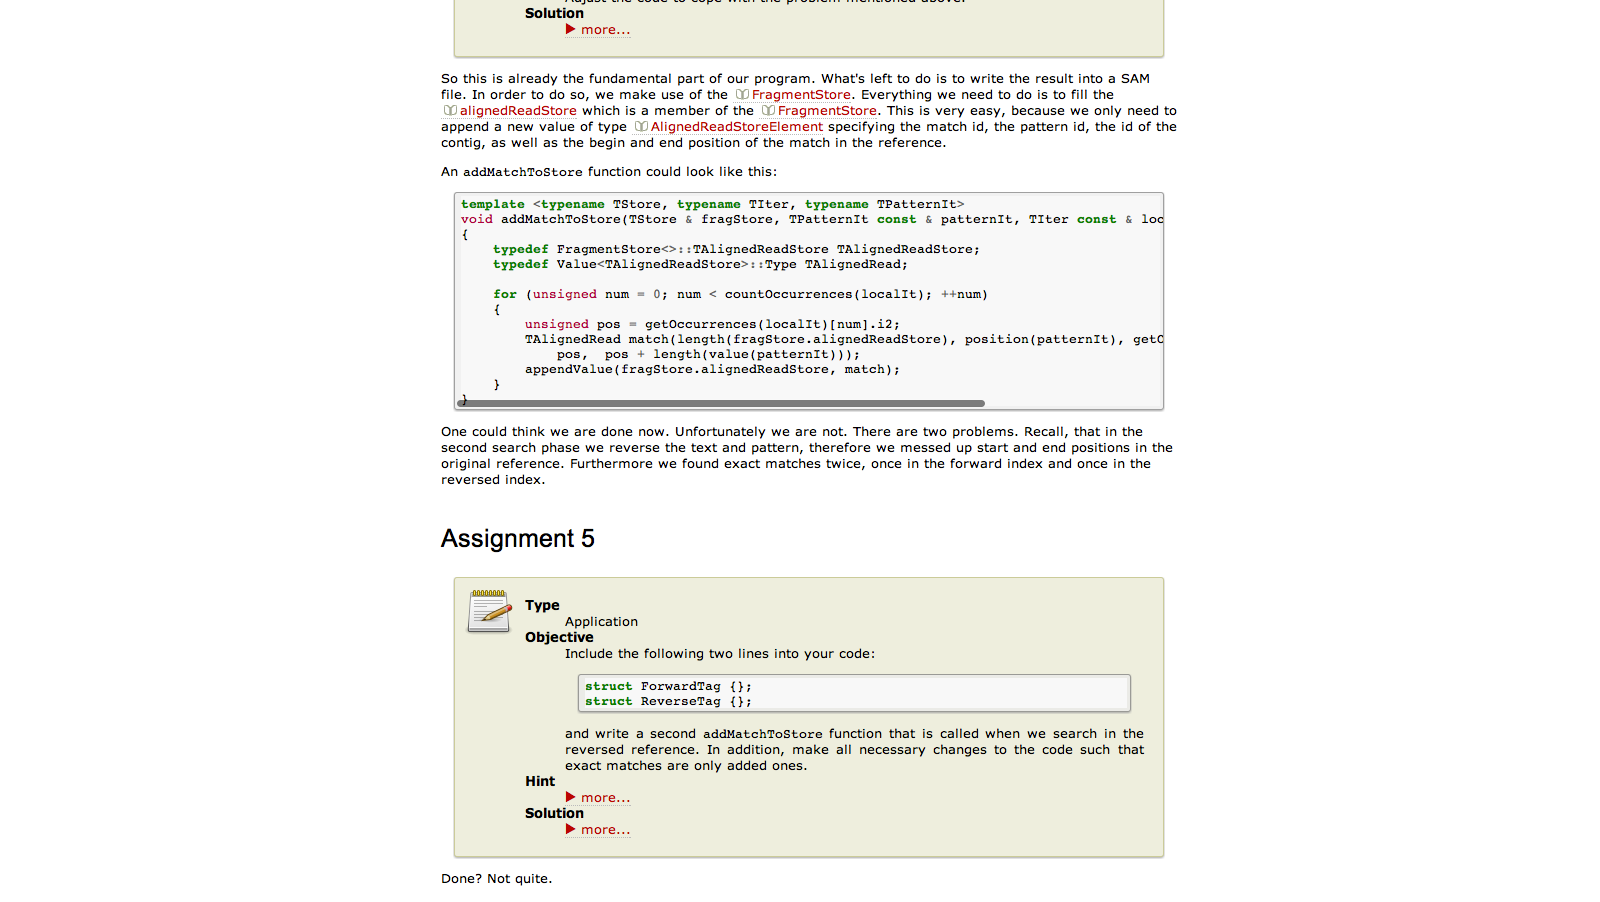 Solution
more...
So this is already the fundamental part of our program. What's left to do is to write the result into a SAM
file. In order to do so, we make use of the FragmentStore. Everything we need to do is to fill the
alignedReadStore which is a member of the FragmentStore. This is very easy, because we only need to
append a new value of type AlignedReadStoreElement specifying the match id, the pattern id, the id of the
contig, as well as the begin and end position of the match in the reference.
An addMatchToStore function could look like this:
template <typename TStore, typename TIter, typename TPatternIt>
void addMatchToStore(TStore & fragStore, TPatternIt const & patternIt, TIter const & loc
{
typedef FragmentStore<>::TAlignedReadStore TAlignedReadStore;
typedef Value<TAlignedReadStore>::Type TAlignedRead;
for (unsigned num = 0; num < countOccurrences(localIt); ++num)
{
unsigned pos = getOccurrences(localIt)[num].i2;
TAlignedRead match(length(fragStore.alignedReadStore), position(patternIt), getO
pos,  pos + length(value(patternIt)));
appendValue(fragStore.alignedReadStore, match);
}
}
One could think we are done now. Unfortunately we are not. There are two problems. Recall, that in the
second search phase we reverse the text and pattern, therefore we messed up start and end positions in the
original reference. Furthermore we found exact matches twice, once in the forward index and once in the
reversed index.
Assignment 5
Type
Application
Objective
Include the following two lines into your code:
struct ForwardTag {};
struct ReverseTag {};
and write a second addMatchToStore function that is called when we search in the
reversed reference. In addition, make all necessary changes to the code such that
exact matches are only added ones.
Hint
more...
Solution
more...
Done? Not quite.